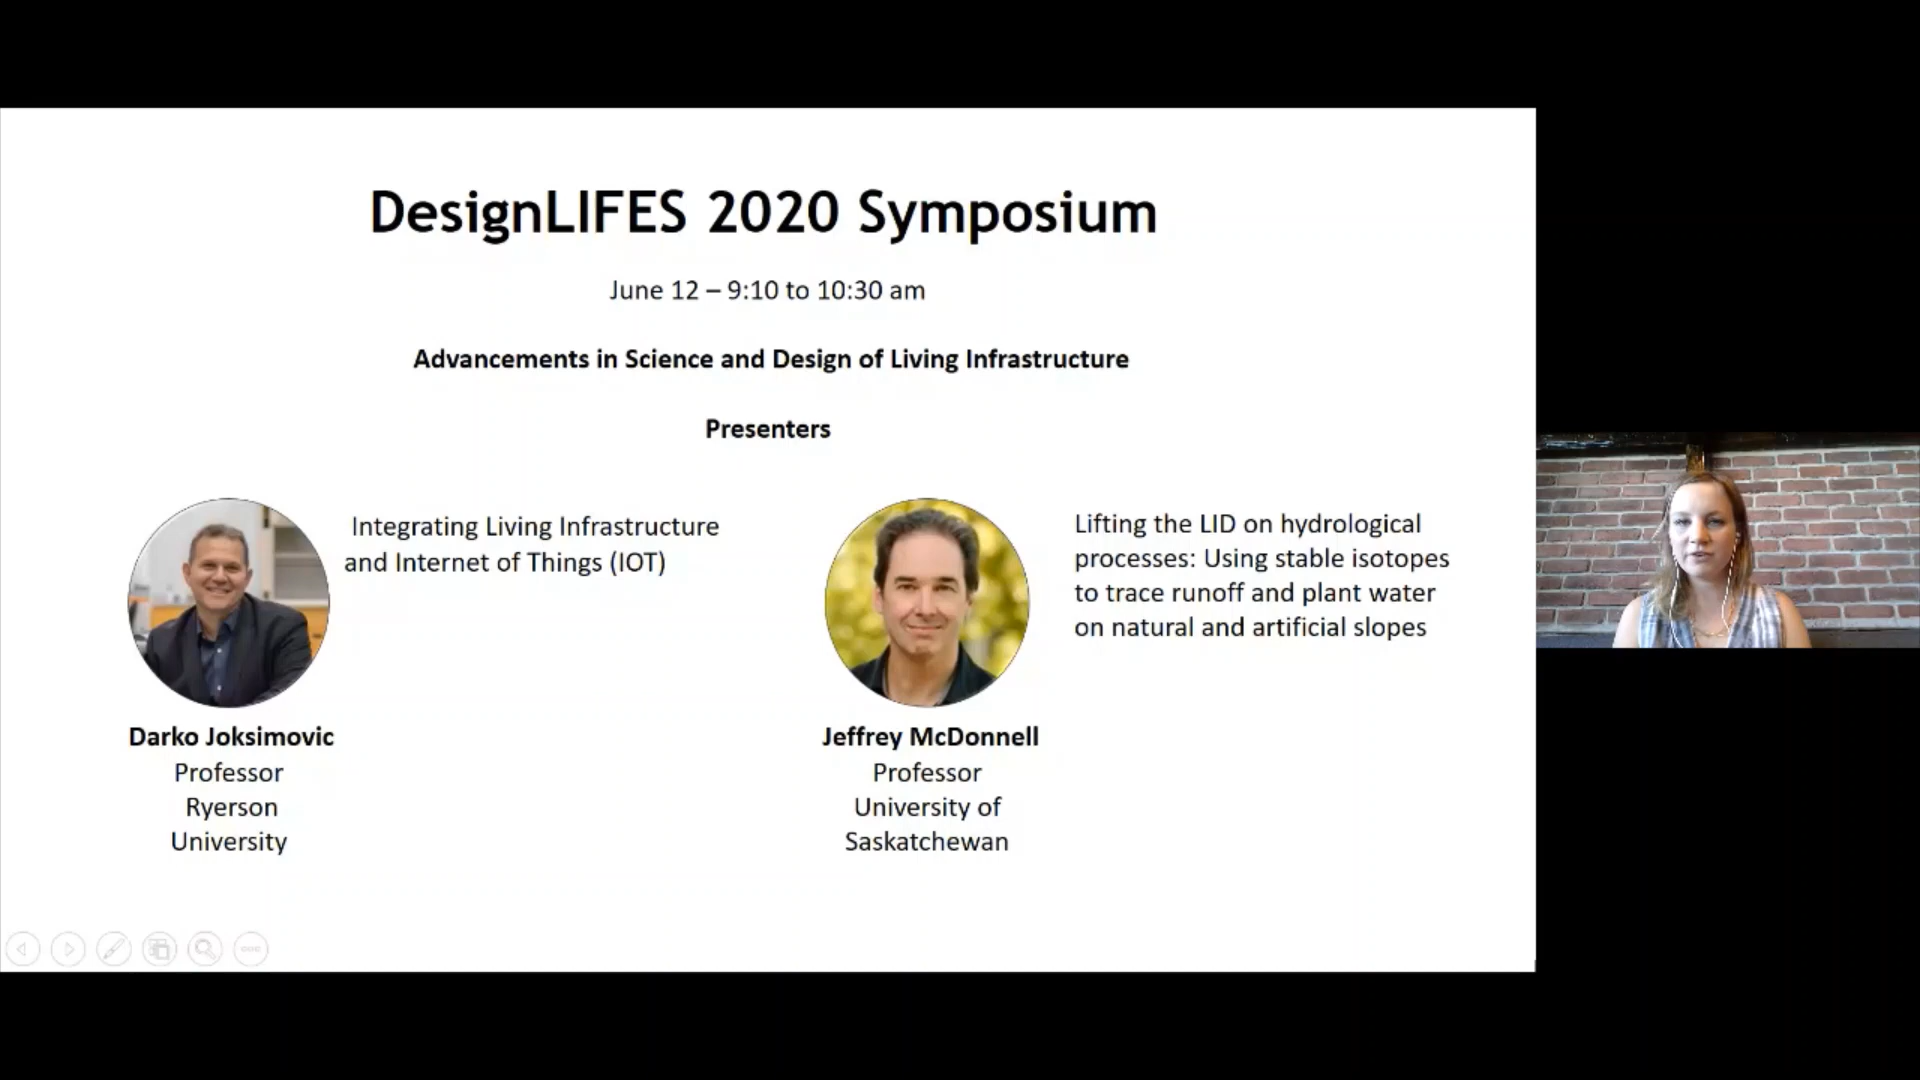 DesignLIFES 2020 Symposium
June 12 – 9:10 to 10:30 am
Advancements in Science and Design of Living Infrastructure
Presenters
Integrating Living Infrastructure
and Internet of Things (IOT)
Darko Joksimovic
Professor
Ryerson
University
Lifting the LID on hydrological
processes: Using stable isotopes
to trace runoff and plant water
on natural and artificial slopes
Jeffrey McDonnell
Professor
University of
Saskatchewan